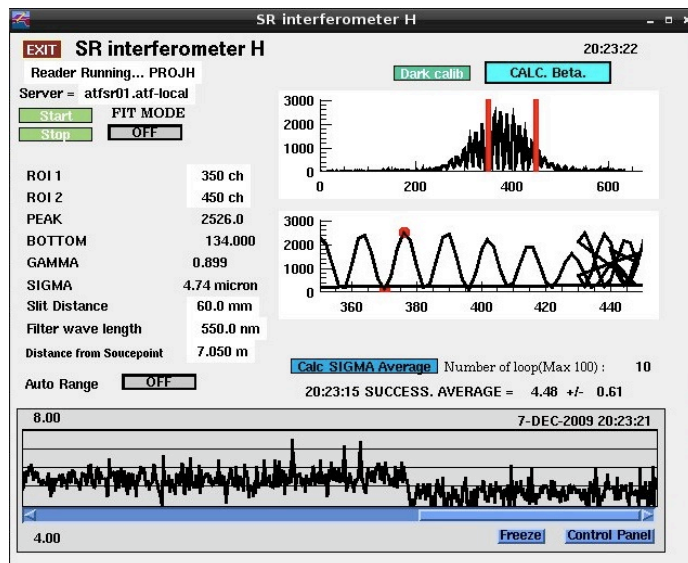 SR interferometer H
EXIT SR interferometer H 20:23:22
Reader Running... PROJH Dark calib CALC. Beta.
Server = atfsr01.atf-local
Start FIT MODE
Stop OFF
3000
2000
1000
0
0 200 400 600
ROI 1 350 ch
ROI 2 450 ch
PEAK 2526.0
BOTTOM 134.000
GAMMA 0.899
SIGMA 4.74 micron
Slit Distance 60.0 mm
Filter wave length 550.0 nm
Distance from Soucepoint 7.050 m
3000
2000
1000
0
360 380 400 420 440
Auto Range OFF
Calc SIGMA Average Number of loop(Max 100) : 10
20:23:15 SUCCESS. AVERAGE = 4.48 +/- 0.61
8.00 7-DEC-2009 20:23:21
4.00 Freeze Control Panel